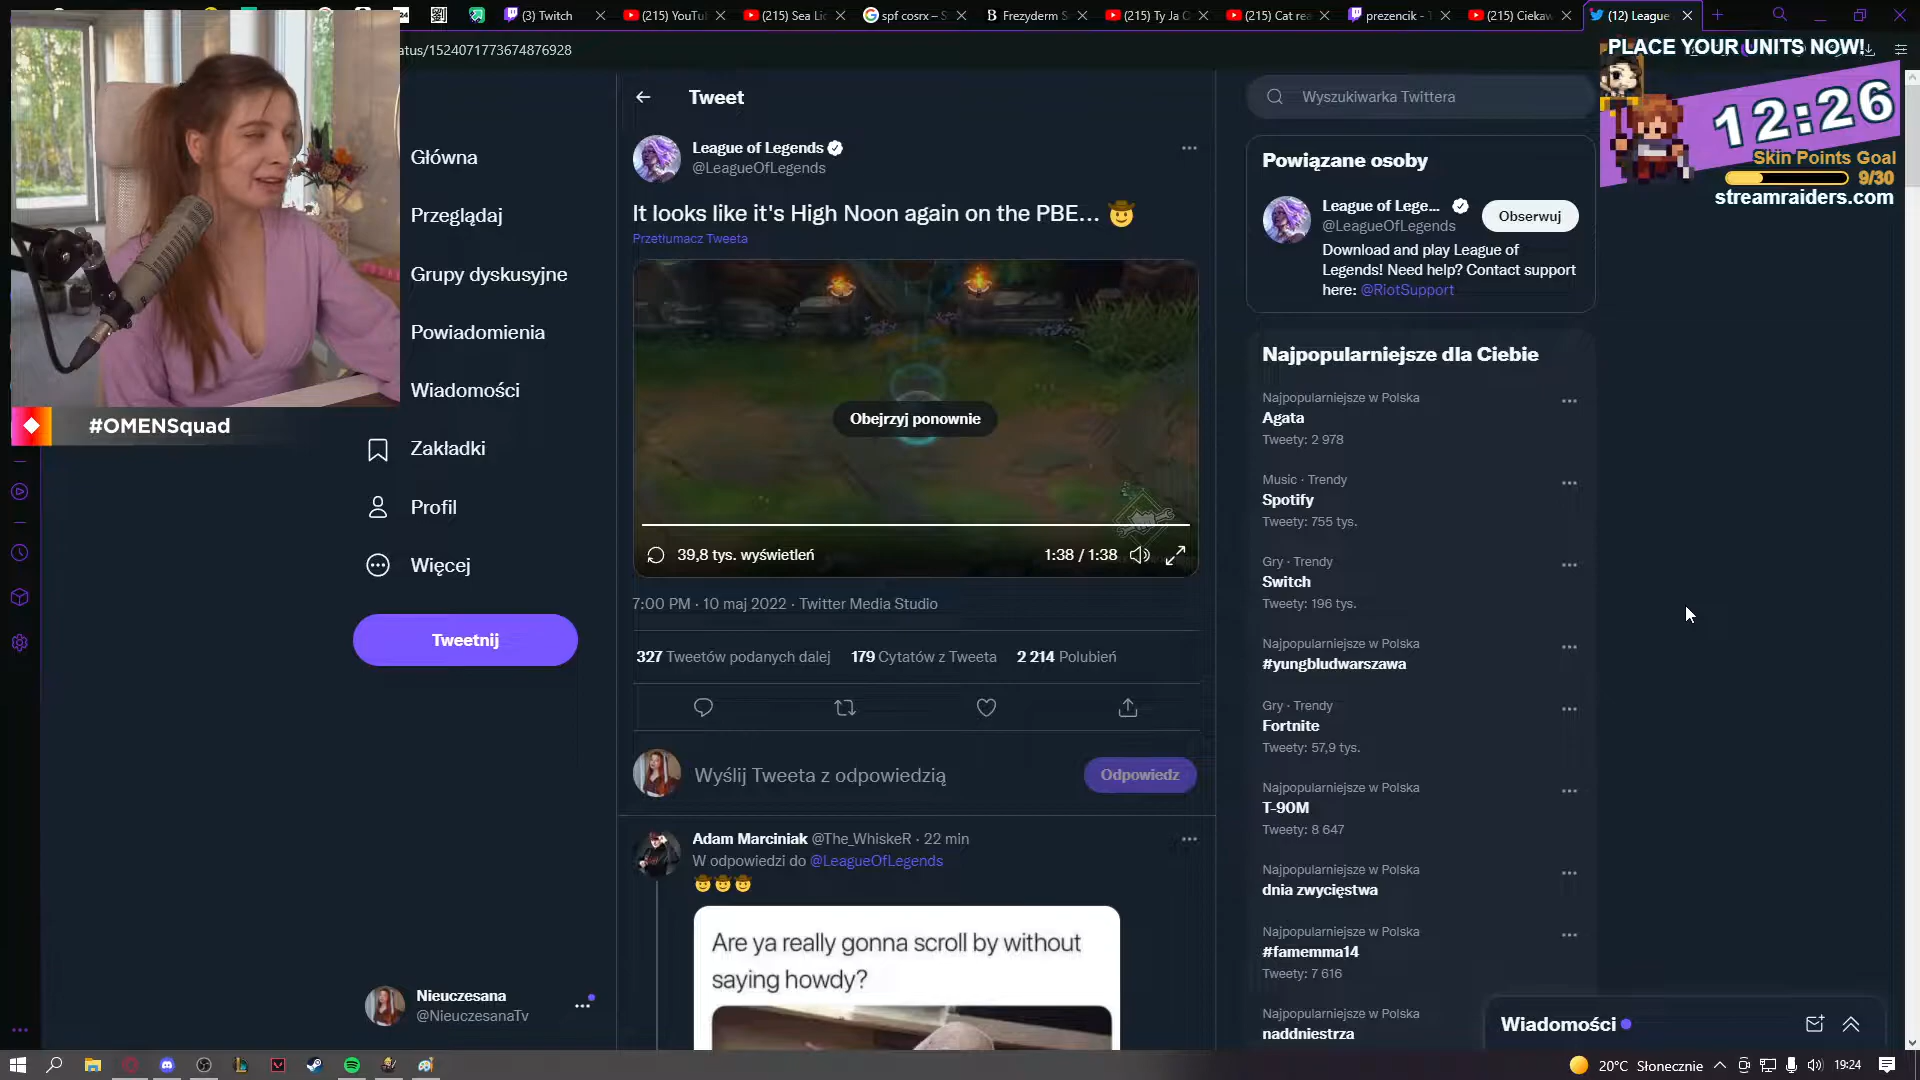 (3) Twitch
(215) YouTu
(215) Sea Lic
spf cosrx – S
Frezyderm S
(215) Ty Ja C
(215) Cat rea
prezencik - T
(215) Ciekaw
(12) League
atus/1524071773674876928
PLACE YOUR UNITS NOW!
12:26
Skin Points Goal
9/30
streamraiders.com
#OMENSquad
Główna
Przeglądaj
Grupy dyskusyjne
Powiadomienia
Wiadomości
Zakładki
Profil
Więcej
Tweetnij
Nieuczesana
@NieuczesanaTv
Tweet
League of Legends
@LeagueOfLegends
It looks like it's High Noon again on the PBE... 🤠
Przetłumacz Tweeta
Obejrzyj ponownie
39,8 tys. wyświetleń
1:38 / 1:38
7:00 PM · 10 maj 2022 · Twitter Media Studio
327 Tweetów podanych dalej 179 Cytatów z Tweeta 2 214 Polubień
Wyślij Tweeta z odpowiedzią
Odpowiedz
Adam Marciniak @The_WhiskeR · 22 min
W odpowiedzi do @LeagueOfLegends
🤠🤠🤠
Are ya really gonna scroll by without
saying howdy?
Wyszukiwarka Twittera
Powiązane osoby
League of Lege...
@LeagueOfLegends
Obserwuj
Download and play League of
Legends! Need help? Contact support
here: @RiotSupport
Najpopularniejsze dla Ciebie
Najpopularniejsze w Polska
Agata
Tweety: 2 978
Music · Trendy
Spotify
Tweety: 755 tys.
Gry · Trendy
Switch
Tweety: 196 tys.
Najpopularniejsze w Polska
#yungbludwarszawa
Gry · Trendy
Fortnite
Tweety: 57,9 tys.
Najpopularniejsze w Polska
T-90M
Tweety: 8 647
Najpopularniejsze w Polska
dnia zwycięstwa
Najpopularniejsze w Polska
#famemma14
Tweety: 7 616
Najpopularniejsze w Polska
naddniestrza
Wiadomości
20°C Słonecznie
19:24